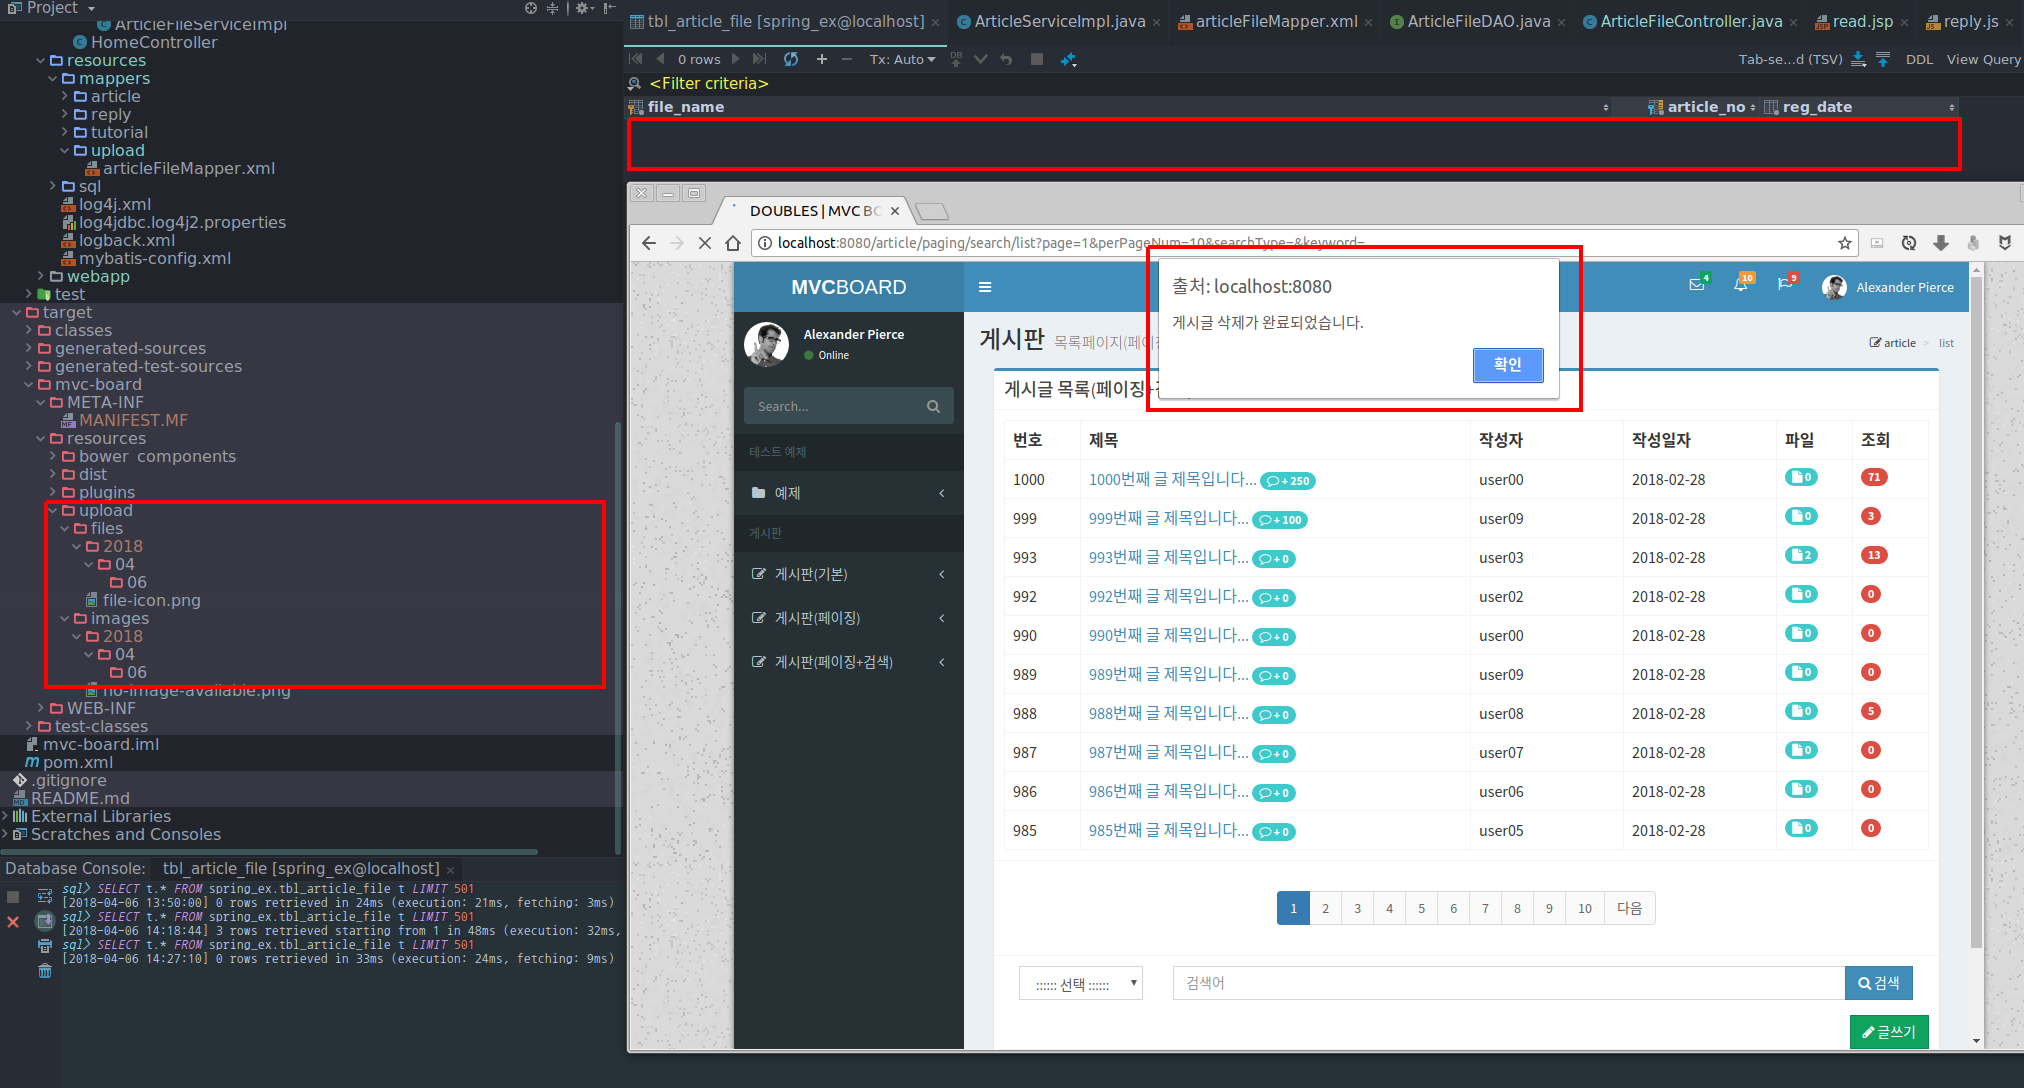 Project
ArticleFileServiceImpl
HomeController
resources
mappers
article
reply
tutorial
upload
articleFileMapper.xml
sql
log4j.xml
log4jdbc.log4j2.properties
logback.xml
mybatis-config.xml
webapp
test
target
classes
generated-sources
generated-test-sources
mvc-board
META-INF
MANIFEST.MF
resources
bower_components
dist
plugins
upload
files
2018
04
06
file-icon.png
images
2018
04
06
no-image-available.png
WEB-INF
test-classes
mvc-board.iml
pom.xml
.gitignore
README.md
External Libraries
Scratches and Consoles
Database Console: tbl_article_file [spring_ex@localhost]
sql> SELECT t.* FROM spring_ex.tbl_article_file t LIMIT 501
[2018-04-06 13:50:00] 0 rows retrieved in 24ms (execution: 21ms, fetching: 3ms)
sql> SELECT t.* FROM spring_ex.tbl_article_file t LIMIT 501
[2018-04-06 14:18:44] 3 rows retrieved starting from 1 in 48ms (execution: 32ms,
sql> SELECT t.* FROM spring_ex.tbl_article_file t LIMIT 501
[2018-04-06 14:27:10] 0 rows retrieved in 33ms (execution: 24ms, fetching: 9ms)
tbl_article_file [spring_ex@localhost] ArticleServiceImpl.java articleFileMapper.xml ArticleFileDAO.java ArticleFileController.java read.jsp reply.js
0 rows Tx: Auto DB Tab-se...d (TSV) DDL View Query
<Filter criteria>
file_name article_no reg_date
DOUBLES | MVC BC
localhost:8080/article/paging/search/list?page=1&perPageNum=10&searchType=&keyword=
출처: localhost:8080
게시글 삭제가 완료되었습니다.
확인
MVCBOARD
4 10 9 Alexander Pierce
Alexander Pierce
Online
Search...
테스트 예제
예제
게시판
게시판(기본)
게시판(페이징)
게시판(페이징+검색)
게시판 목록페이지(페이징
article > list
게시글 목록(페이징+
번호 제목 작성자 작성일자 파일 조회
1000 1000번째 글 제목입니다... + 250 user00 2018-02-28 0 71
999 999번째 글 제목입니다... + 100 user09 2018-02-28 0 3
993 993번째 글 제목입니다... + 0 user03 2018-02-28 2 13
992 992번째 글 제목입니다... + 0 user02 2018-02-28 0 0
990 990번째 글 제목입니다... + 0 user00 2018-02-28 0 0
989 989번째 글 제목입니다... + 0 user09 2018-02-28 0 0
988 988번째 글 제목입니다... + 0 user08 2018-02-28 0 5
987 987번째 글 제목입니다... + 0 user07 2018-02-28 0 0
986 986번째 글 제목입니다... + 0 user06 2018-02-28 0 0
985 985번째 글 제목입니다... + 0 user05 2018-02-28 0 0
1 2 3 4 5 6 7 8 9 10 다음
:::::: 선택 :::::: 검색어 검색
글쓰기